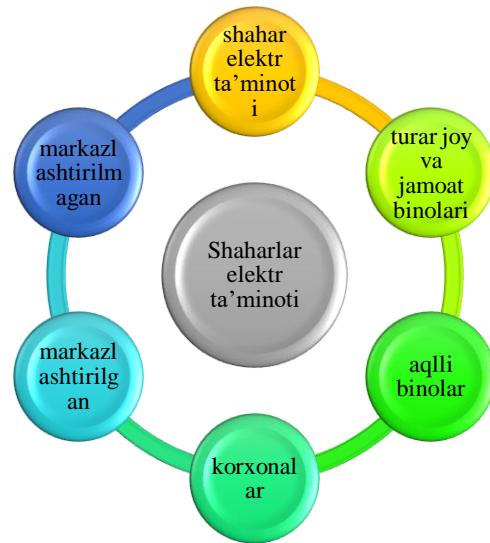 shahar
elektr
ta’minot
i
turar joy
va
jamoat
binolari
aqlli
binolar
korxonal
ar
markazl
ashtirilg
an
markazl
ashtirilm
agan
Shaharlar
elektr
ta’minoti